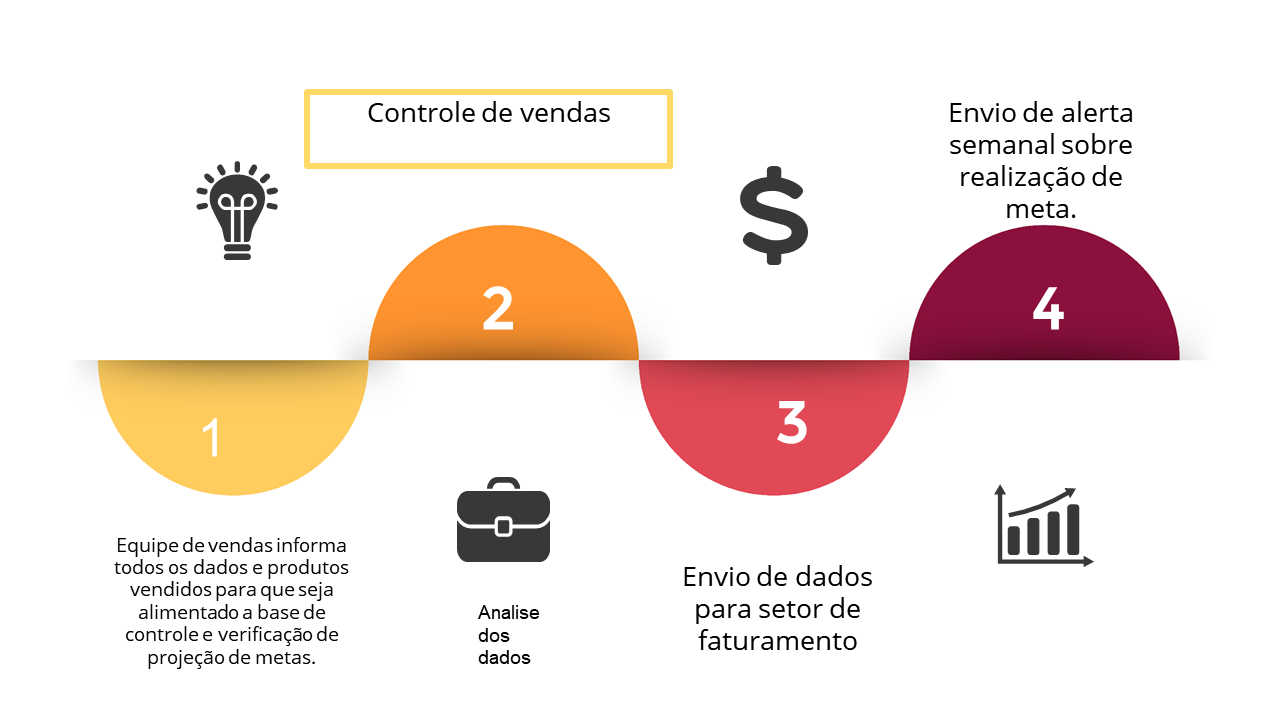 Controle de vendas
1
Equipe de vendas informa
todos os dados e produtos
vendidos para que seja
alimentado a base de
controle e verificação de
projeção de metas.
2
Analise
dos
dados
3
Envio de dados
para setor de
faturamento
Envio de alerta
semanal sobre
realização de
meta.
4